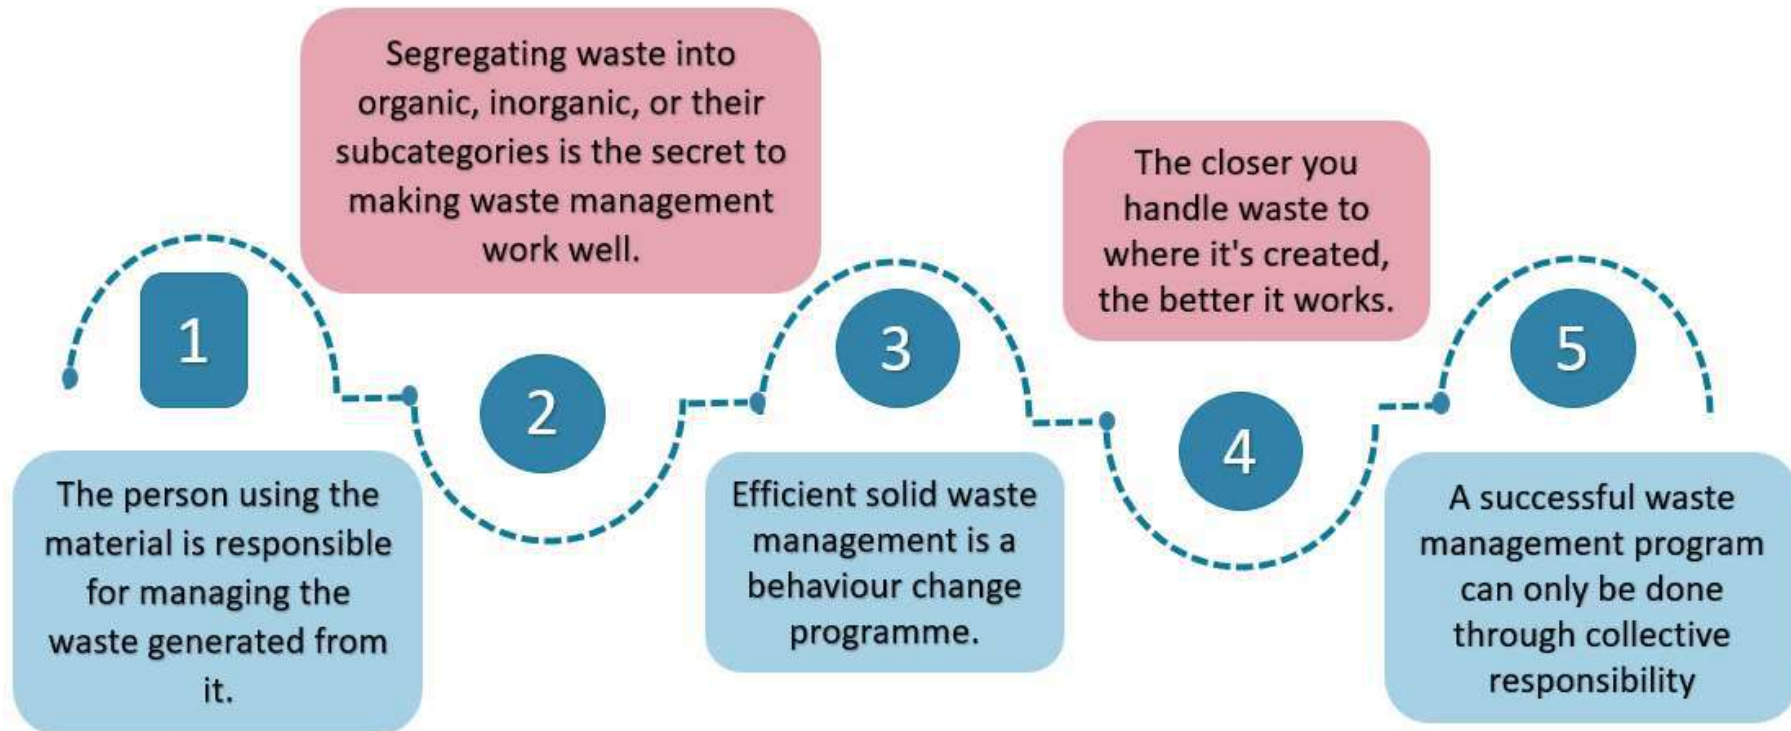 1
The person using the
material is responsible
for managing the
waste generated from
it.
Segregating waste into
organic, inorganic, or their
subcategories is the secret to
making waste management
work well.
2
3
Efficient solid waste
management is a
behaviour change
programme.
The closer you
handle waste to
where it's created,
the better it works.
4
5
A successful waste
management program
can only be done
through collective
responsibility